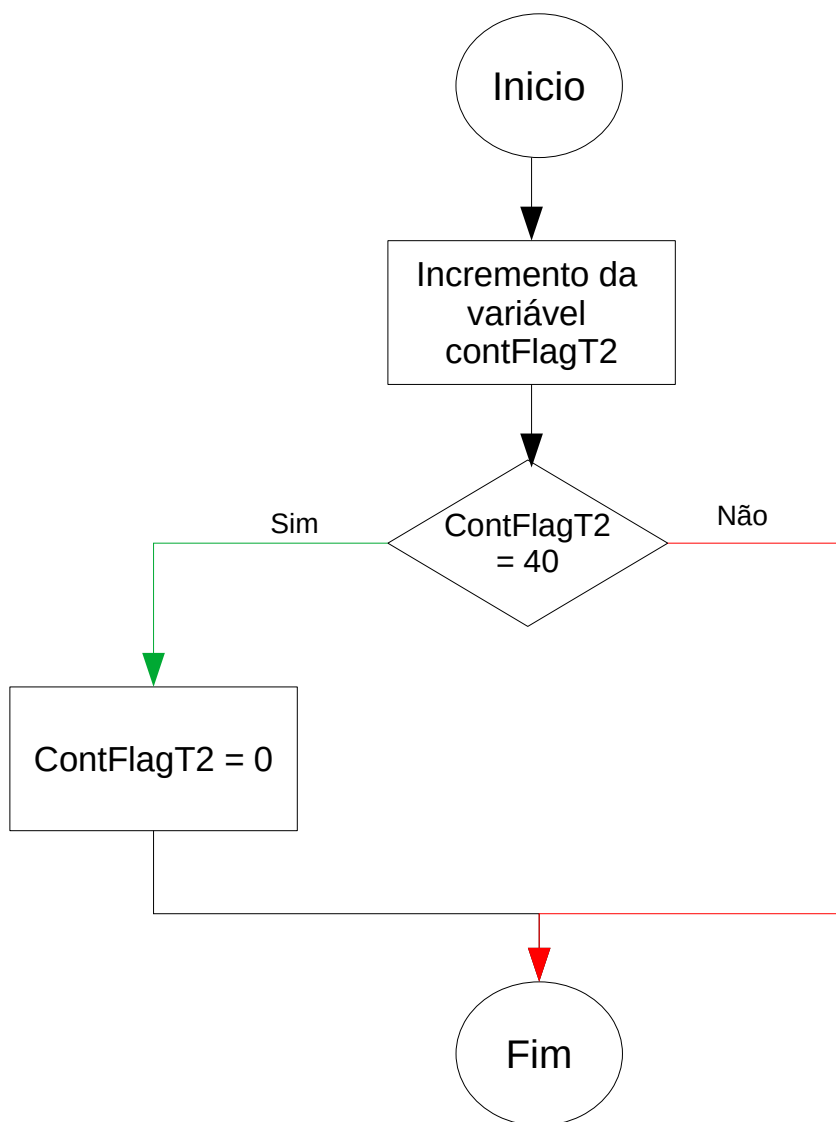 Inicio
Incremento da
variável
contFlagT2
Sim
ContFlagT2
= 40
Não
ContFlagT2 = 0
Fim